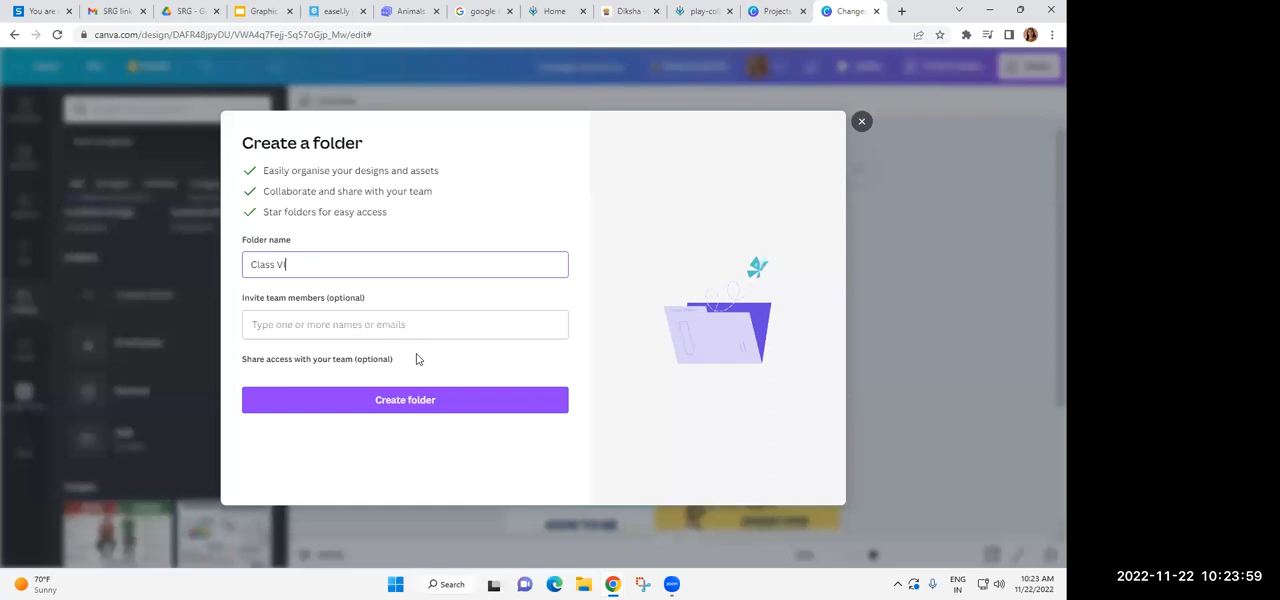 You are
SRG link
SRG - G
Graphic
easel.ly
Animals
google
Home
Diksha
play-col
Projects
Change
canva.com/design/DAFR48jpyDU/VWA4q7Fejj-Sq57oGjp_Mw/edit#
Create a folder
Easily organise your designs and assets
Collaborate and share with your team
Star folders for easy access
Folder name
Class VI
Invite team members (optional)
Type one or more names or emails
Share access with your team (optional)
Create folder
70°F
Sunny
Search
ENG
IN
10:23 AM
11/22/2022
2022-11-22 10:23:59